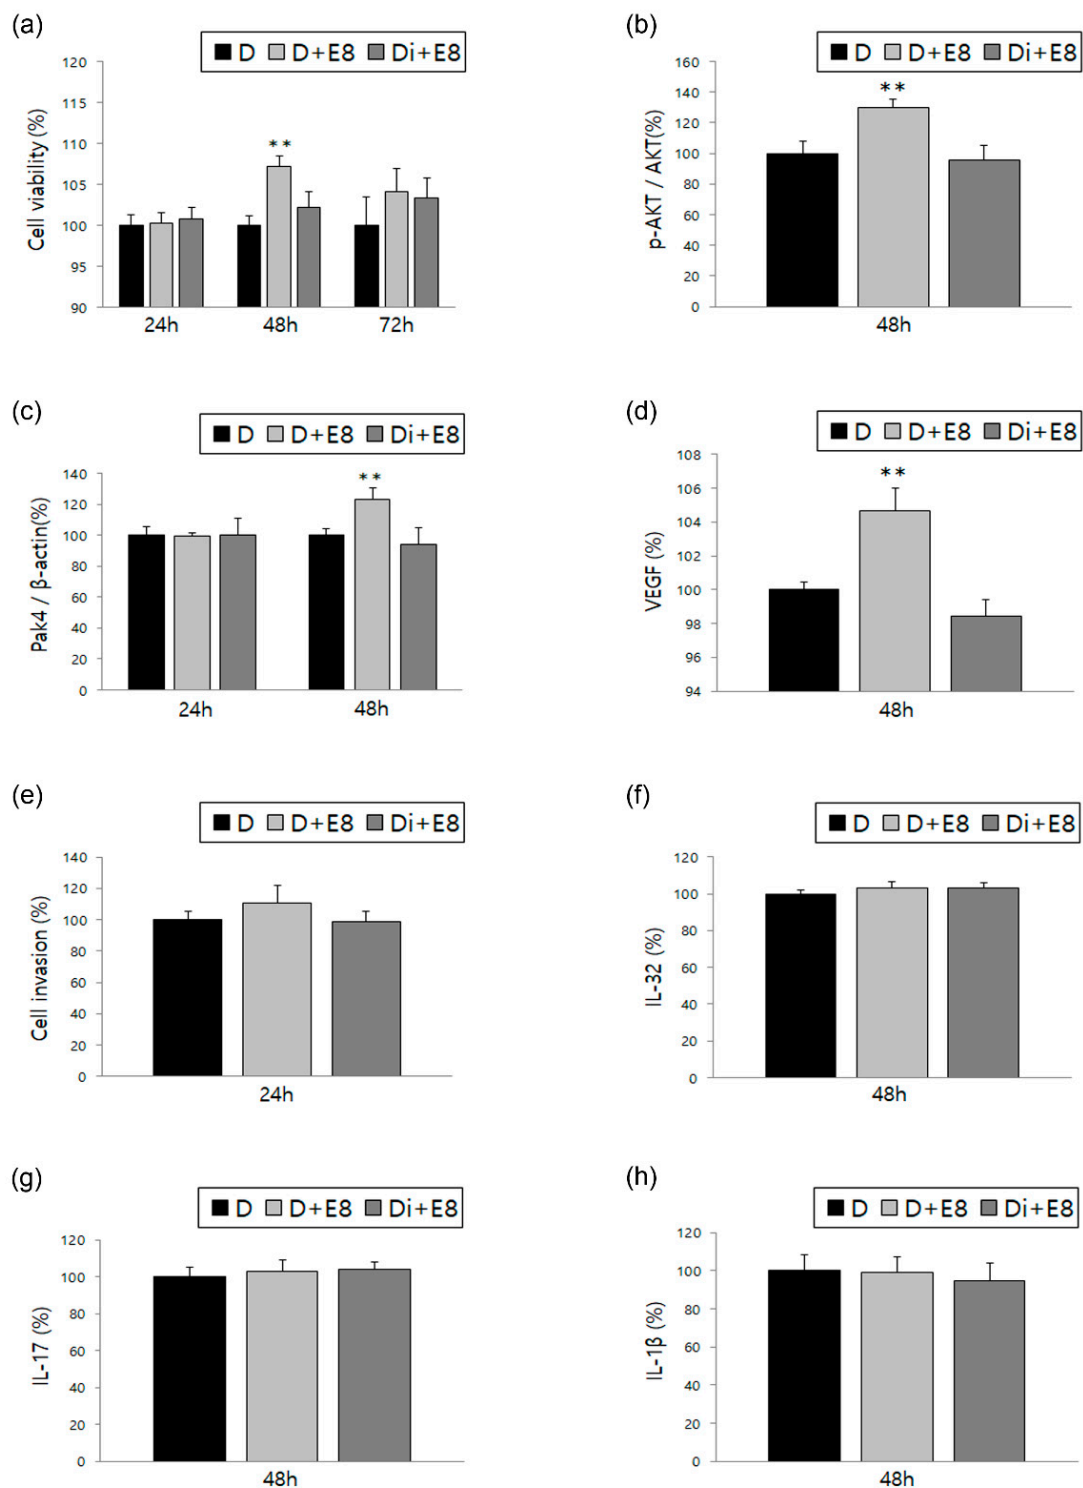 (a)
D D+E8 Di+E8
Cell viability (%)
120
115
110
105
100
95
90
**
24h 48h 72h
(b)
D D+E8 Di+E8
p-AKT / AKT(%)
160
140
120
100
80
60
40
20
0
**
48h
(c)
D D+E8 Di+E8
Pak4 / β-actin(%)
140
120
100
80
60
40
20
0
**
24h 48h
(d)
D D+E8 Di+E8
VEGF (%)
108
106
104
102
100
98
96
94
**
48h
(e)
D D+E8 Di+E8
Cell invasion (%)
140
120
100
80
60
40
20
0
24h
(f)
D D+E8 Di+E8
IL-32 (%)
120
100
80
60
40
20
0
48h
(g)
D D+E8 Di+E8
IL-17 (%)
120
100
80
60
40
20
0
48h
(h)
D D+E8 Di+E8
IL-1β (%)
120
100
80
60
40
20
0
48h